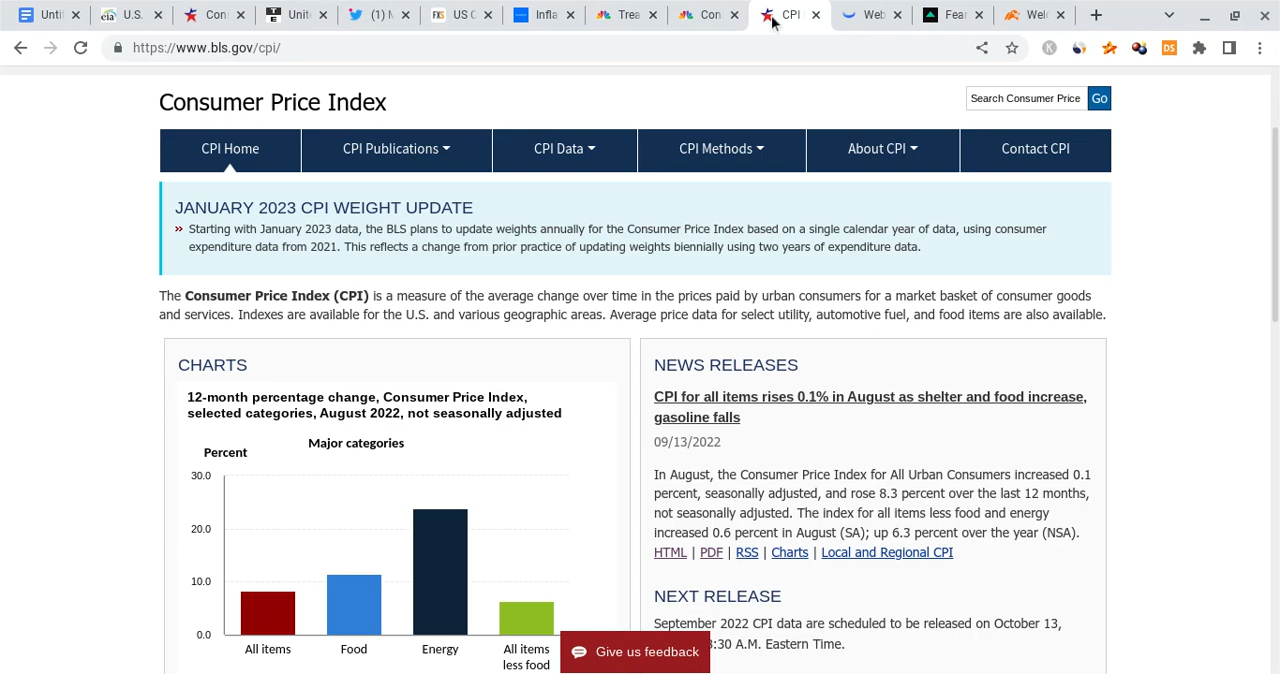 Unti
U.S.
Con
Unite
(1) M
US C
Infla
Trea
Con
CPI
Web
Fear
Welc
https://www.bls.gov/cpi/
K
DS
Consumer Price Index
Search Consumer Price
Go
CPI Home
CPI Publications
CPI Data
CPI Methods
About CPI
Contact CPI
JANUARY 2023 CPI WEIGHT UPDATE
Starting with January 2023 data, the BLS plans to update weights annually for the Consumer Price Index based on a single calendar year of data, using consumer
expenditure data from 2021. This reflects a change from prior practice of updating weights biennially using two years of expenditure data.
The Consumer Price Index (CPI) is a measure of the average change over time in the prices paid by urban consumers for a market basket of consumer goods
and services. Indexes are available for the U.S. and various geographic areas. Average price data for select utility, automotive fuel, and food items are also available.
CHARTS
12-month percentage change, Consumer Price Index,
selected categories, August 2022, not seasonally adjusted
Major categories
Percent
30.0
20.0
10.0
0.0
All items
Food
Energy
All items
less food
NEWS RELEASES
CPI for all items rises 0.1% in August as shelter and food increase,
gasoline falls
09/13/2022
In August, the Consumer Price Index for All Urban Consumers increased 0.1
percent, seasonally adjusted, and rose 8.3 percent over the last 12 months,
not seasonally adjusted. The index for all items less food and energy
increased 0.6 percent in August (SA); up 6.3 percent over the year (NSA).
HTML | PDF | RSS | Charts | Local and Regional CPI
NEXT RELEASE
September 2022 CPI data are scheduled to be released on October 13,
:30 A.M. Eastern Time.
Give us feedback